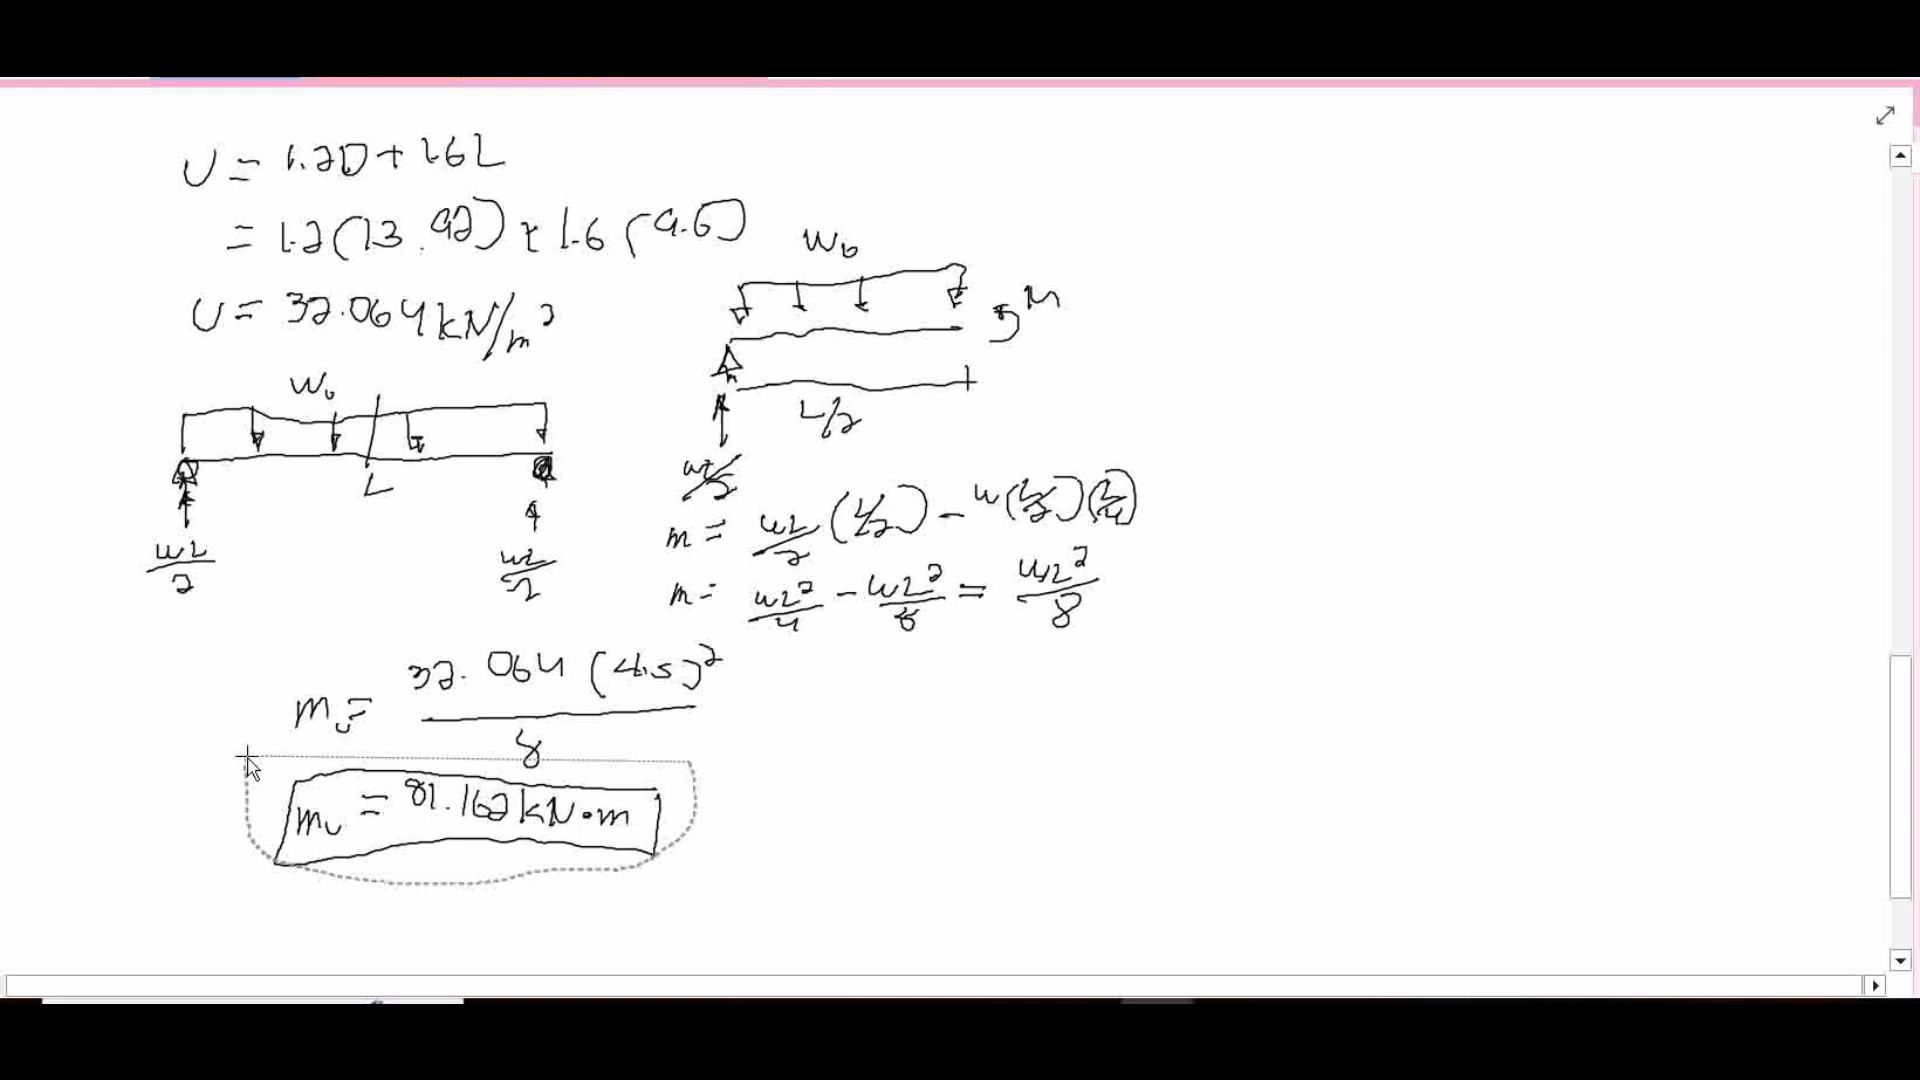 U = 1.2D + 1.6L
= 1.2(13.92) + 1.6(9.6)
U = 32.064 kN/m²
Wu
L
WL/2
WL/2
Wu
M
L/2
WL/2
m = WL/2 (L/2) - W(L/2)(L/4)
m = WL²/4 - WL²/8 = WL²/8
Mu = 32.064 (4.5)²/8
Mu = 81.162 kN·m